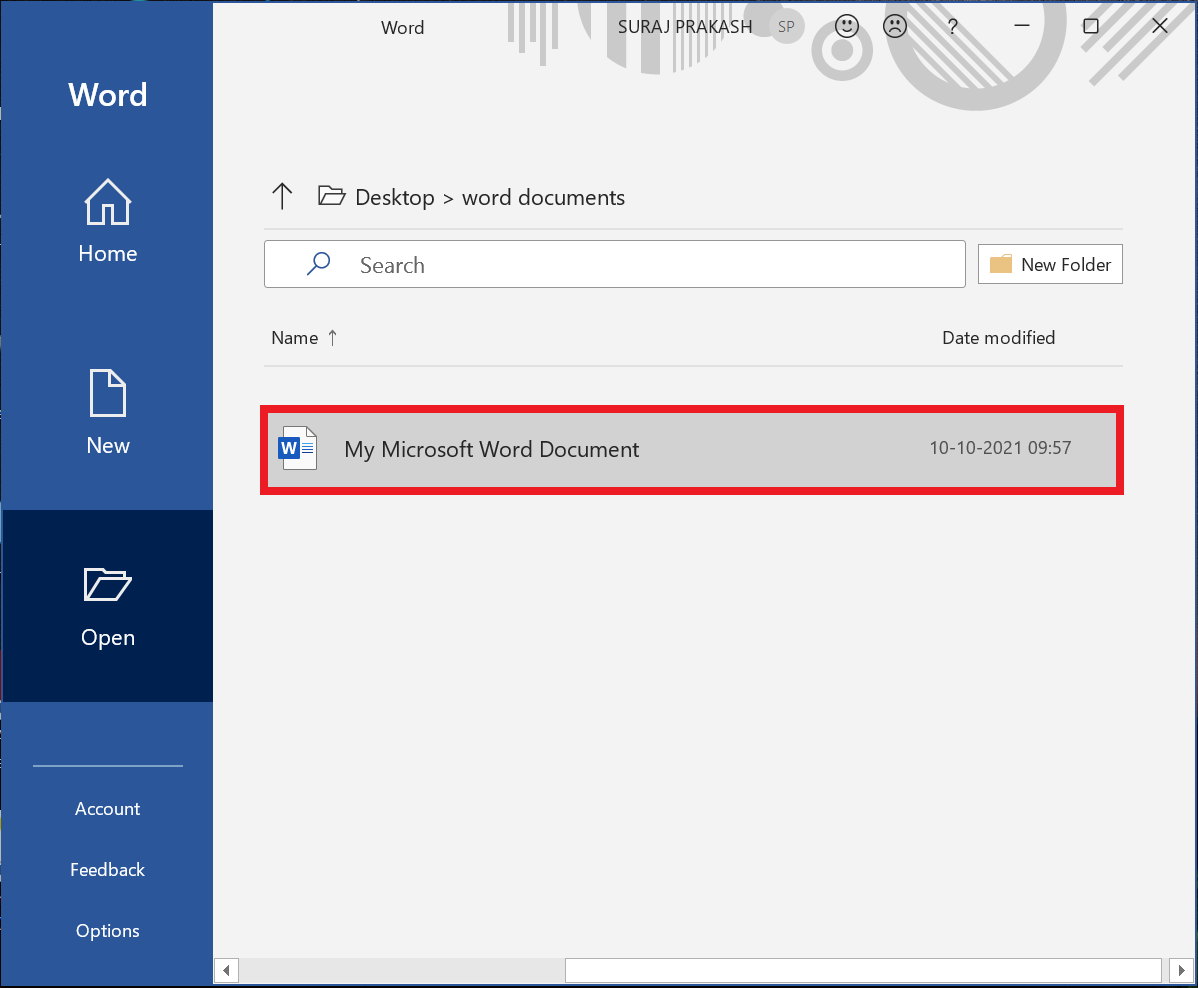 Word
SURAJ PRAKASH
SP
?
Word
Home
New
Open
Account
Feedback
Options
Desktop > word documents
Search
New Folder
Name ↑
Date modified
W
My Microsoft Word Document
10-10-2021 09:57